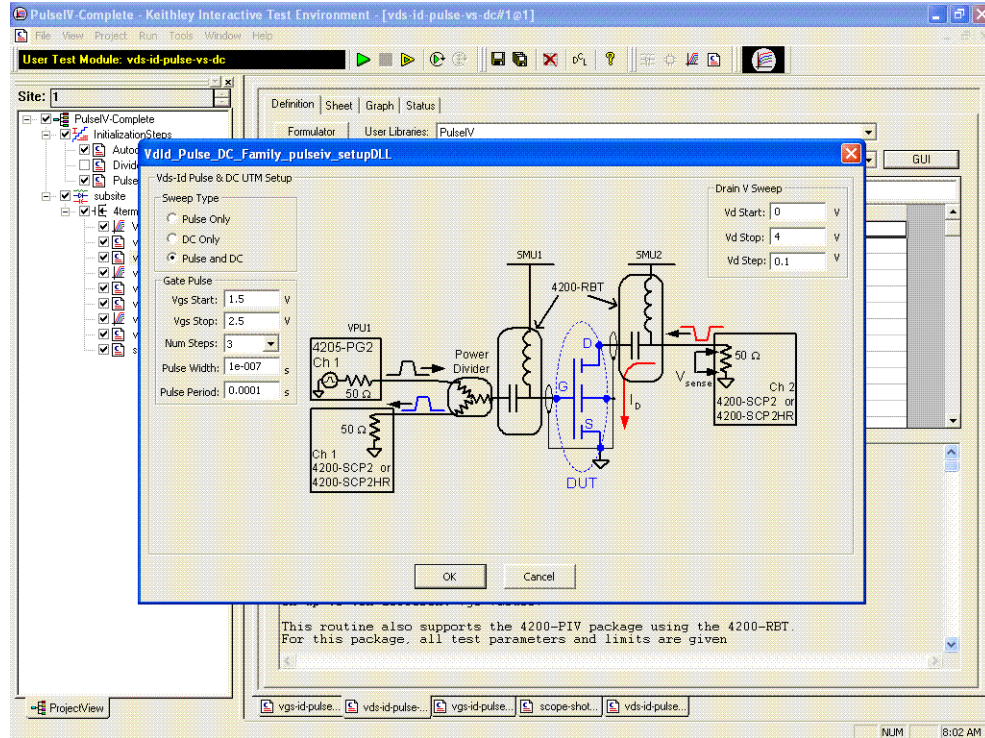 PulseIV-Complete - Keithley Interactive Test Environment - [vds-id-pulse-vs-dc#1@1]
File View Project Run Tools Window Help
User Test Module: vds-id-pulse-vs-dc
Site: 1
PulseIV-Complete
InitializationSteps
Divid
Pulse
subsite
4term
Definition Sheet Graph Status
Formulator User Libraries: PulseIV
GUI
VdId_Pulse_DC_Family_pulseiv_setupDLL
Vds-Id Pulse & DC UTM Setup
Sweep Type
Pulse Only
DC Only
Pulse and DC
Gate Pulse
Vgs Start: 1.5 V
Vgs Stop: 2.5 V
Num Steps: 3
Pulse Width: 1e-007 s
Pulse Period: 0.0001 s
Drain V Sweep
Vd Start: 0 V
Vd Stop: 4 V
Vd Step: 0.1 V
SMU1
SMU2
4200-RBT
VPU1
4205-PG2
Ch 1
50 Ω
Power
Divider
50 Ω
Ch 1
4200-SCP2 or
4200-SCP2HR
D
G
S
DUT
ID
Vsense
50 Ω
Ch 2
4200-SCP2 or
4200-SCP2HR
OK Cancel
This routine also supports the 4200-PIV package using the 4200-RBT.
For this package, all test parameters and limits are given
ProjectView
vgs-id-pulse... vds-id-pulse-... vgs-id-pulse... scope-shot... vds-id-pulse...
NUM 8:02 AM